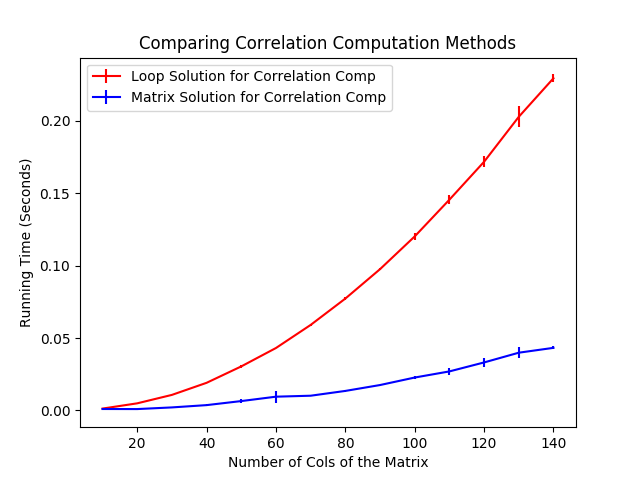 Comparing Correlation Computation Methods
Loop Solution for Correlation Comp
Matrix Solution for Correlation Comp
Running Time (Seconds)
0.20
0.15
0.10
0.05
0.00
20 40 60 80 100 120 140
Number of Cols of the Matrix